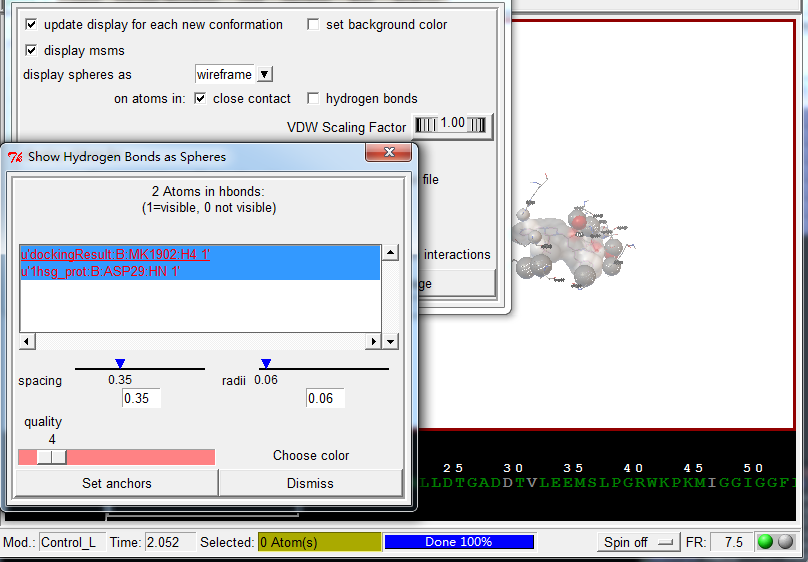 update display for each new conformation set background color
display msms
display spheres as wireframe
on atoms in: close contact hydrogen bonds
VDW Scaling Factor 1.00
Show Hydrogen Bonds as Spheres
file
2 Atoms in hbonds:
(1=visible, 0 not visible)
interactions
u'dockingResult:B:MK1902:H4 1'
u'1hsg_prot:B:ASP29:HN 1'
ge
spacing 0.35 radii 0.06
0.35 0.06
quality
4
Choose color
Set anchors Dismiss
25 30 35 40 45 50
LLDTGADDTVLEEMSLPGRWKPKMIGGIGGFI
Mod.: Control_L Time: 2.052 Selected: 0 Atom(s) Done 100% Spin off FR: 7.5